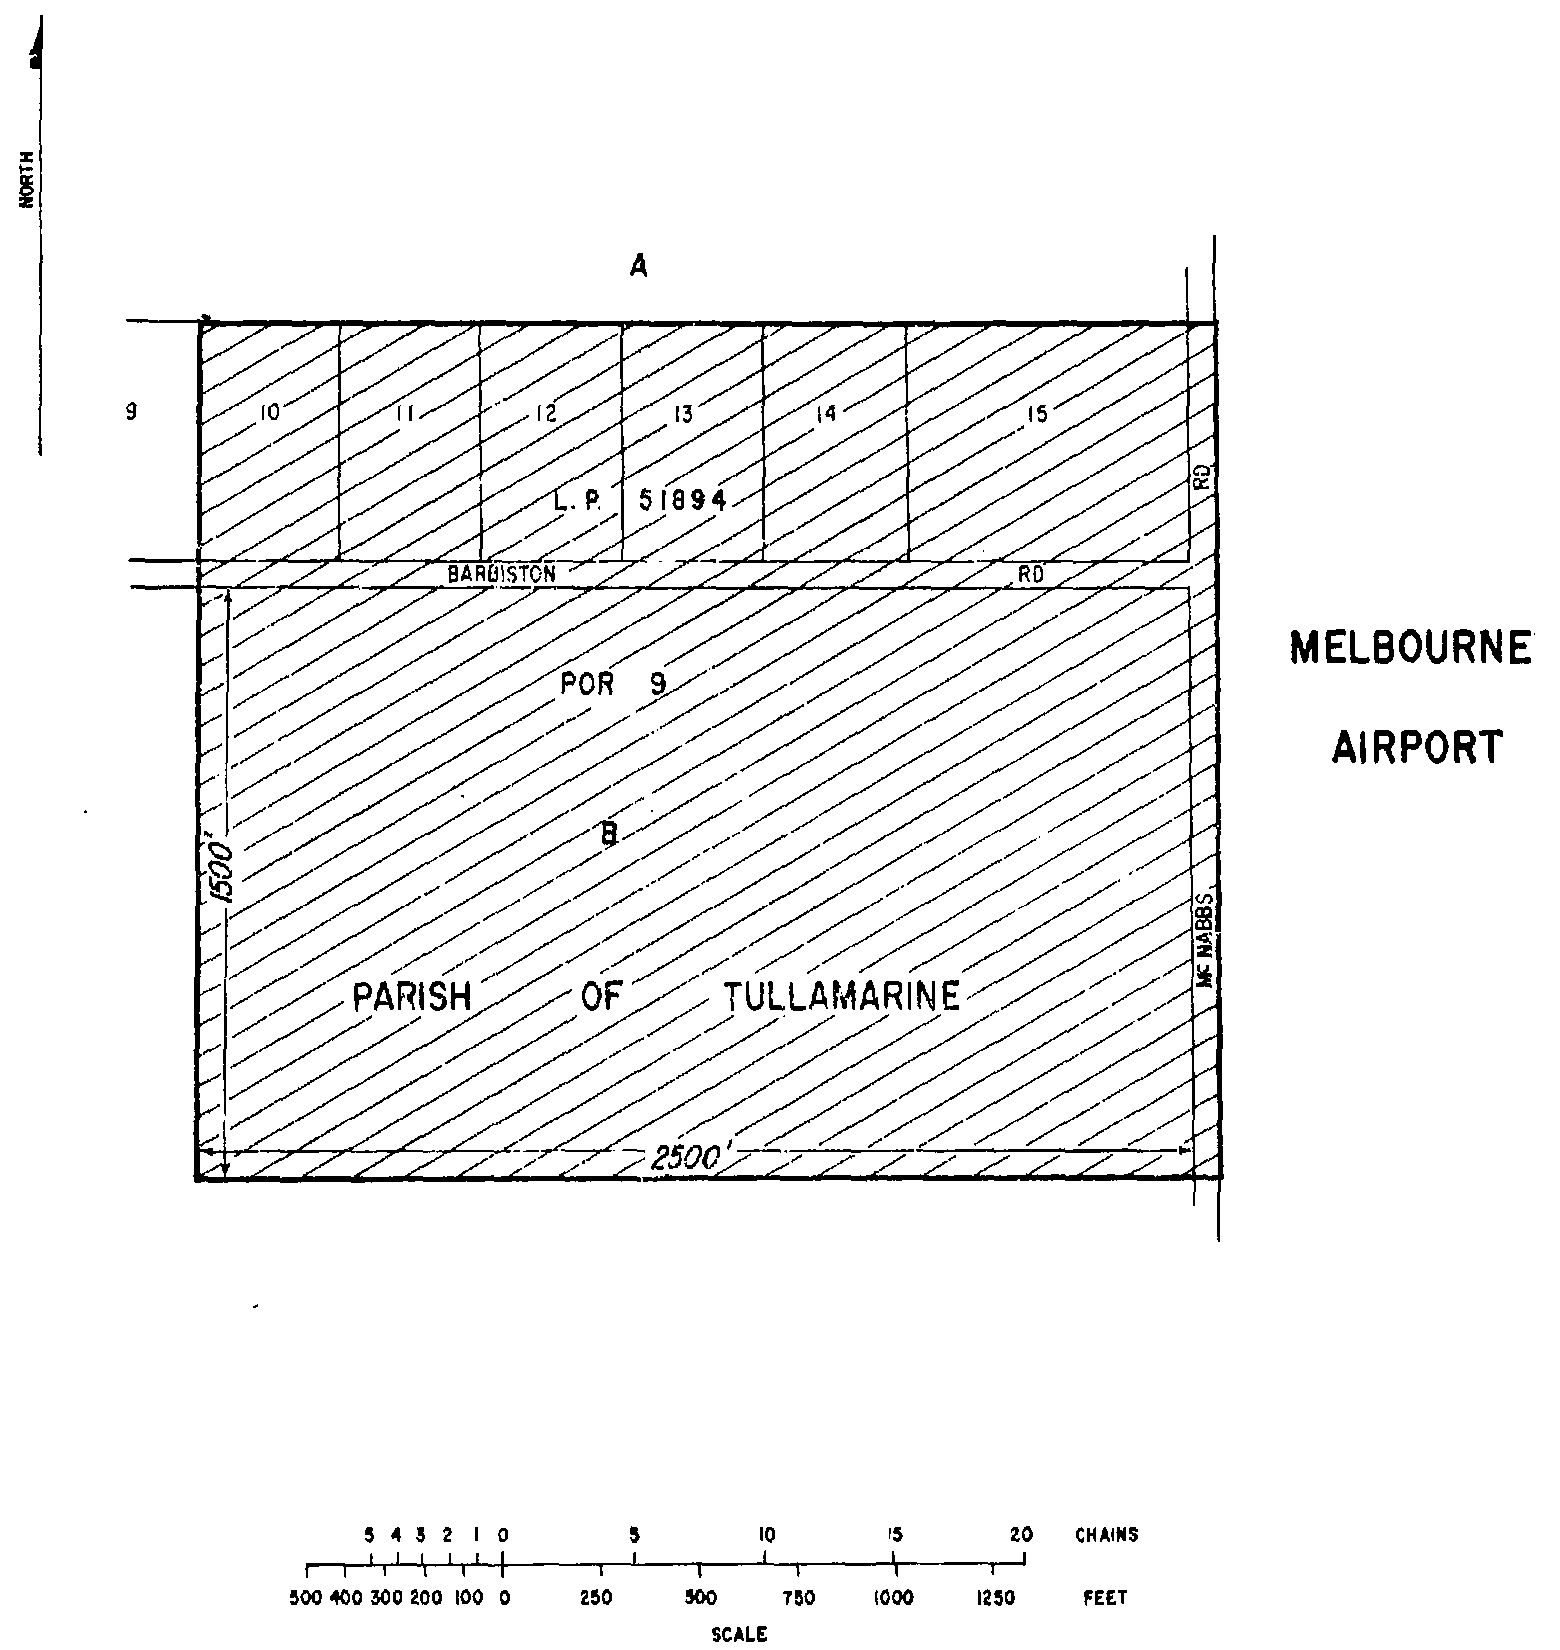 NORTH
A
9 10 11 12 13 14 15
RD
L. P. 51894
BARBISTON RD
POR 9
MELBOURNE
AIRPORT
B
1500'
MC NABBS
PARISH OF TULLAMARINE
2500'
5 4 3 2 1 0 5 10 15 20 CHAINS
500 400 300 200 100 0 250 500 750 1000 1250 FEET
SCALE